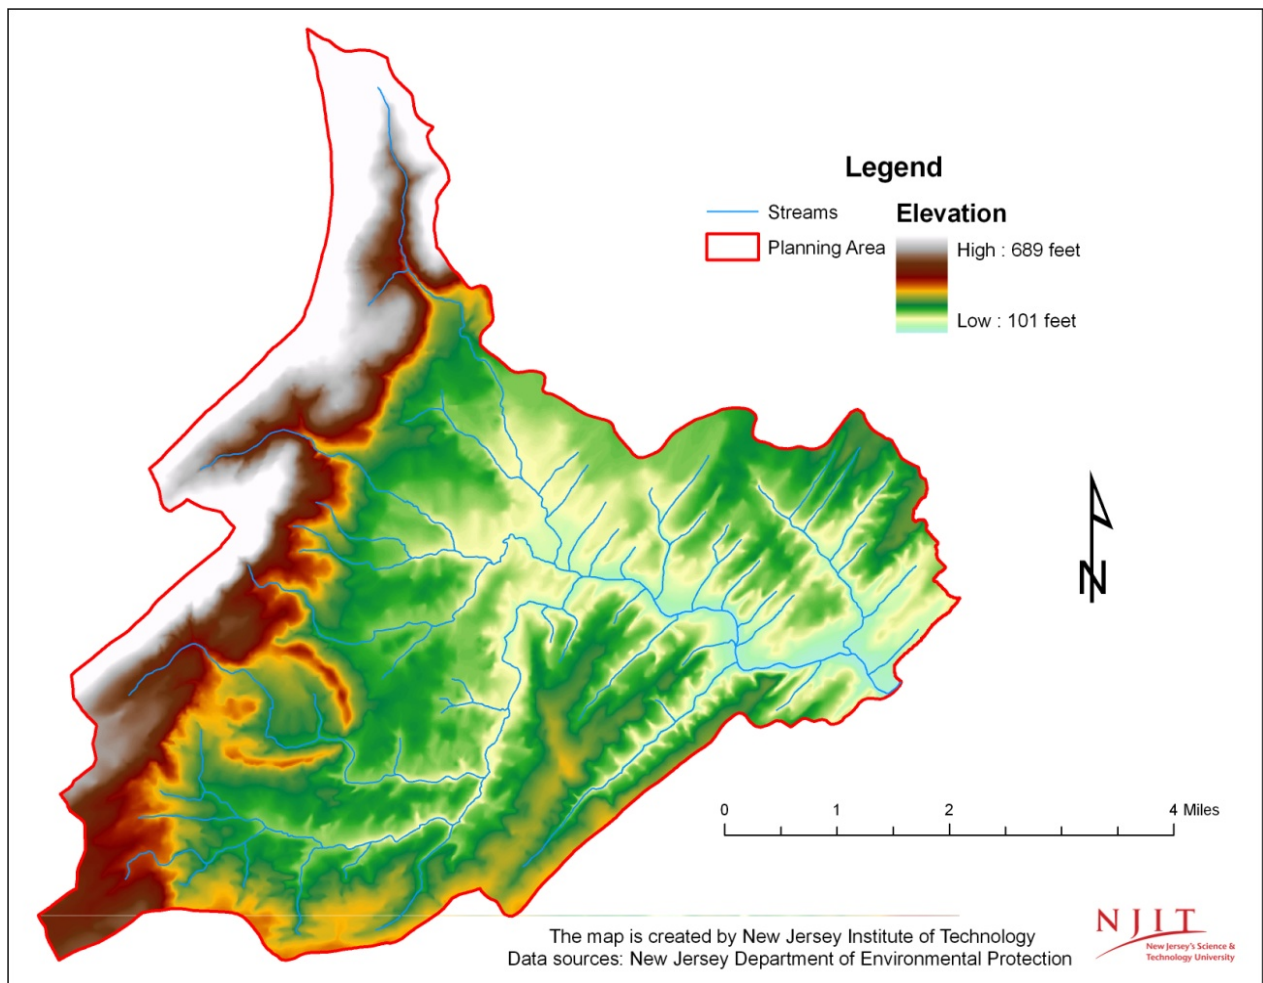 Legend
Streams
Planning Area
Elevation
High : 689 feet
Low : 101 feet
N
0 1 2 4 Miles
The map is created by New Jersey Institute of Technology
Data sources: New Jersey Department of Environmental Protection
NJIT
New Jersey's Science &
Technology University